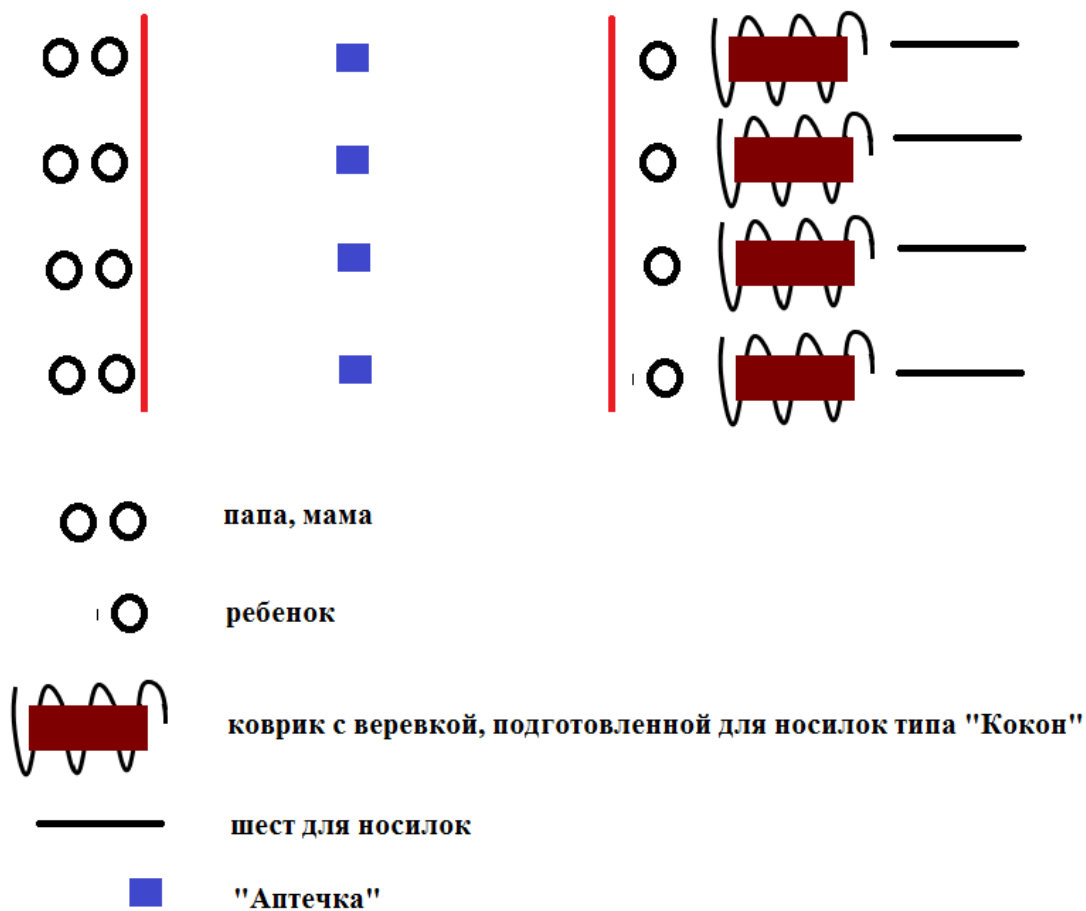 папа, мама
ребенок
коврик с веревкой, подготовленной для носилок типа "Кокон"
шест для носилок
"Аптечка"